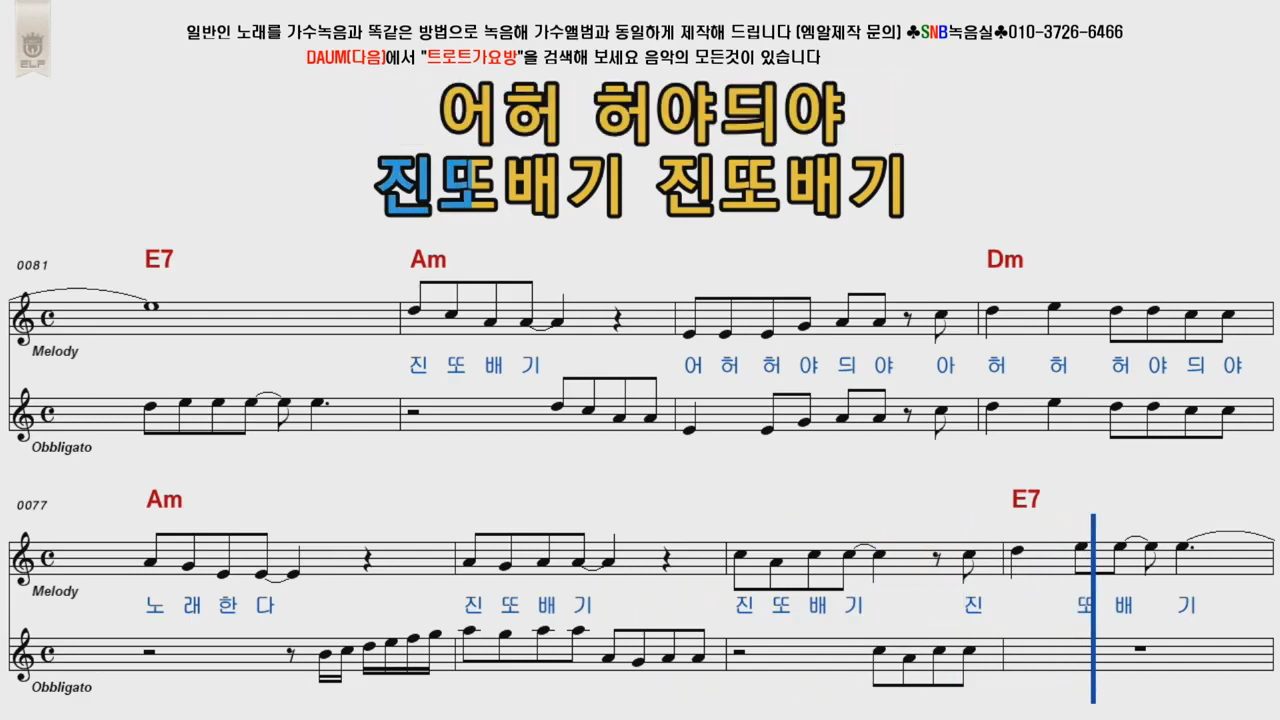 일반인 노래를 가수녹음과 똑같은 방법으로 녹음해 가수앨범과 동일하게 제작해 드립니다 (엠알제작 문의) ♣SNB녹음실♣010-3726-6466
DAUM(다음)에서 "트로트가요방"을 검색해 보세요 음악의 모든것이 있습니다
ELF
어허 허야듸야
진또배기 진또배기
0081 E7 Am Dm
Melody
진 또 배 기 어 허 허 야 듸 야 아 허 허 허 야 듸 야
Obbligato
0077 Am E7
Melody
노 래 한 다 진 또 배 기 진 또 배 기 진 또 배 기
Obbligato